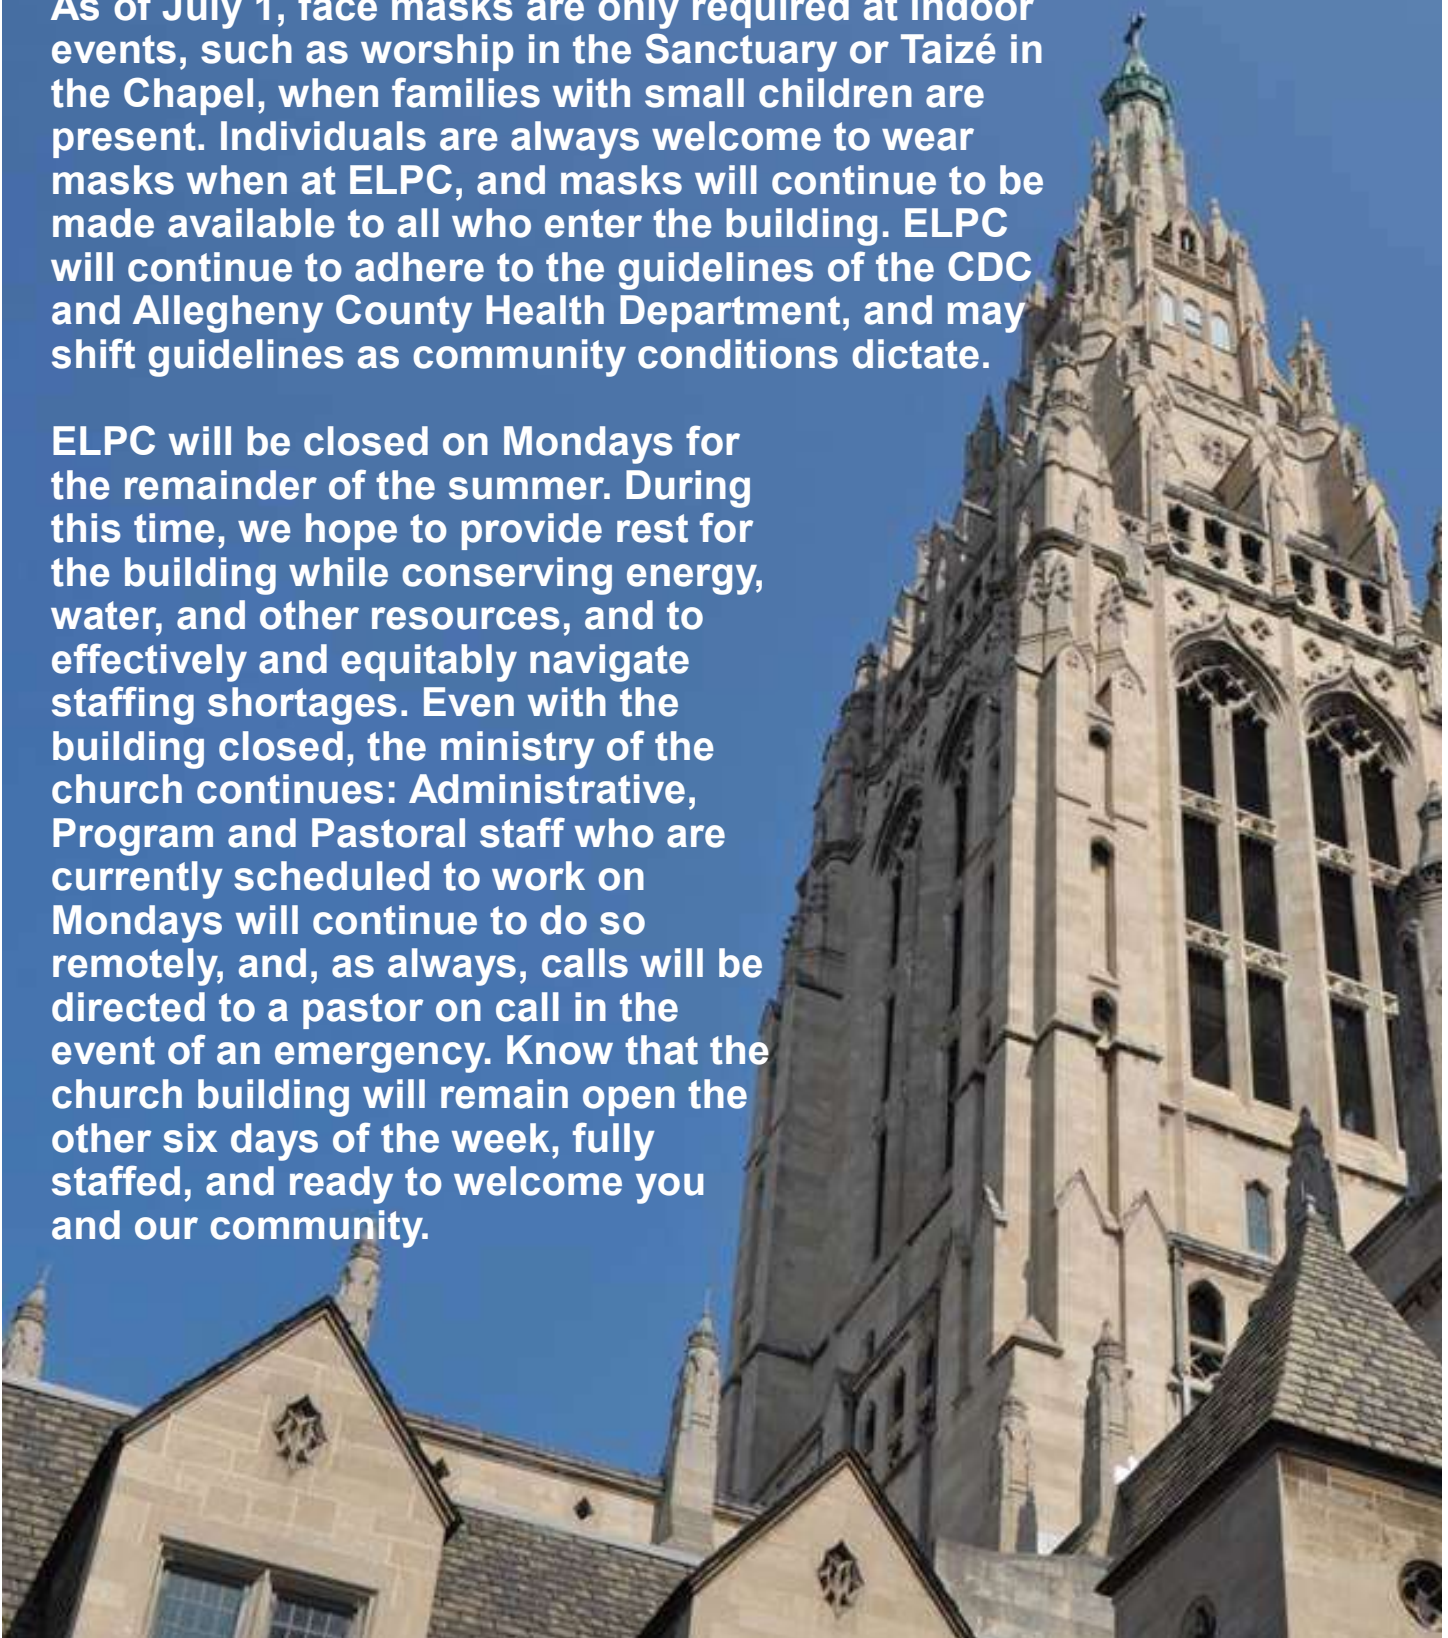 As of July 1, face masks are only required at indoor
events, such as worship in the Sanctuary or Taizé in
the Chapel, when families with small children are
present. Individuals are always welcome to wear
masks when at ELPC, and masks will continue to be
made available to all who enter the building. ELPC
will continue to adhere to the guidelines of the CDC
and Allegheny County Health Department, and may
shift guidelines as community conditions dictate.
ELPC will be closed on Mondays for
the remainder of the summer. During
this time, we hope to provide rest for
the building while conserving energy,
water, and other resources, and to
effectively and equitably navigate
staffing shortages. Even with the
building closed, the ministry of the
church continues: Administrative,
Program and Pastoral staff who are
currently scheduled to work on
Mondays will continue to do so
remotely, and, as always, calls will be
directed to a pastor on call in the
event of an emergency. Know that the
church building will remain open the
other six days of the week, fully
staffed, and ready to welcome you
and our community.